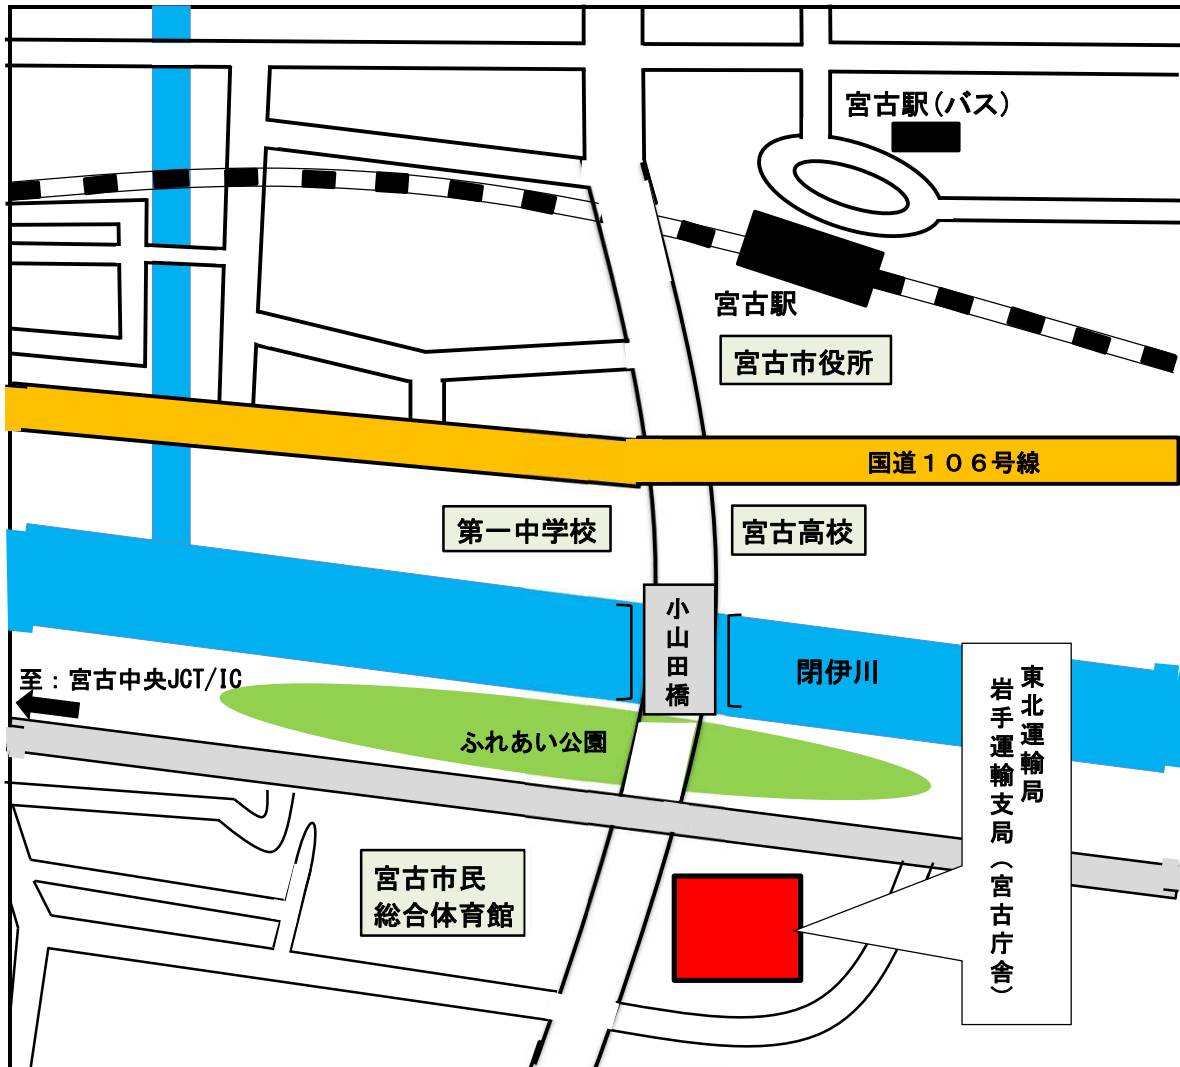 宮古駅(バス)
宮古駅
宮古市役所
国道１０６号線
第一中学校
宮古高校
小山田橋
閉伊川
東北運輸局
岩手運輸支局（宮古庁舎）
至：宮古中央JCT/IC
ふれあい公園
宮古市民
総合体育館